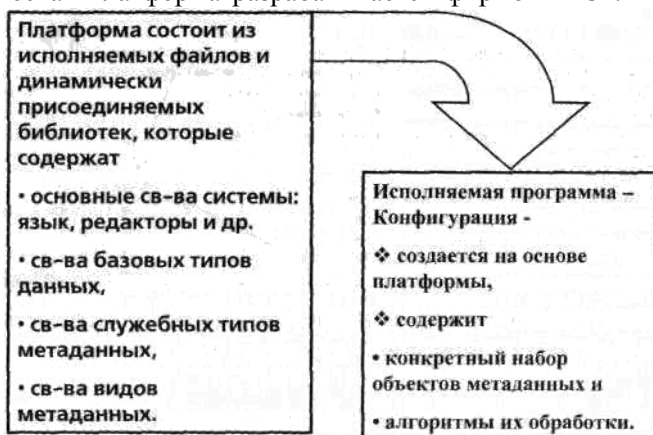 Платформа состоит из
исполняемых файлов и
динамически
присоединяемых
библиотек, которые
содержат
• основные св-ва системы:
язык, редакторы и др.
• св-ва базовых типов
данных,
• св-ва служебных типов
метаданных,
• св-ва видов
метаданных.
Исполняемая программа –
Конфигурация -
❖ создается на основе
платформы,
❖ содержит
• конкретный набор
объектов метаданных и
• алгоритмы их обработки.